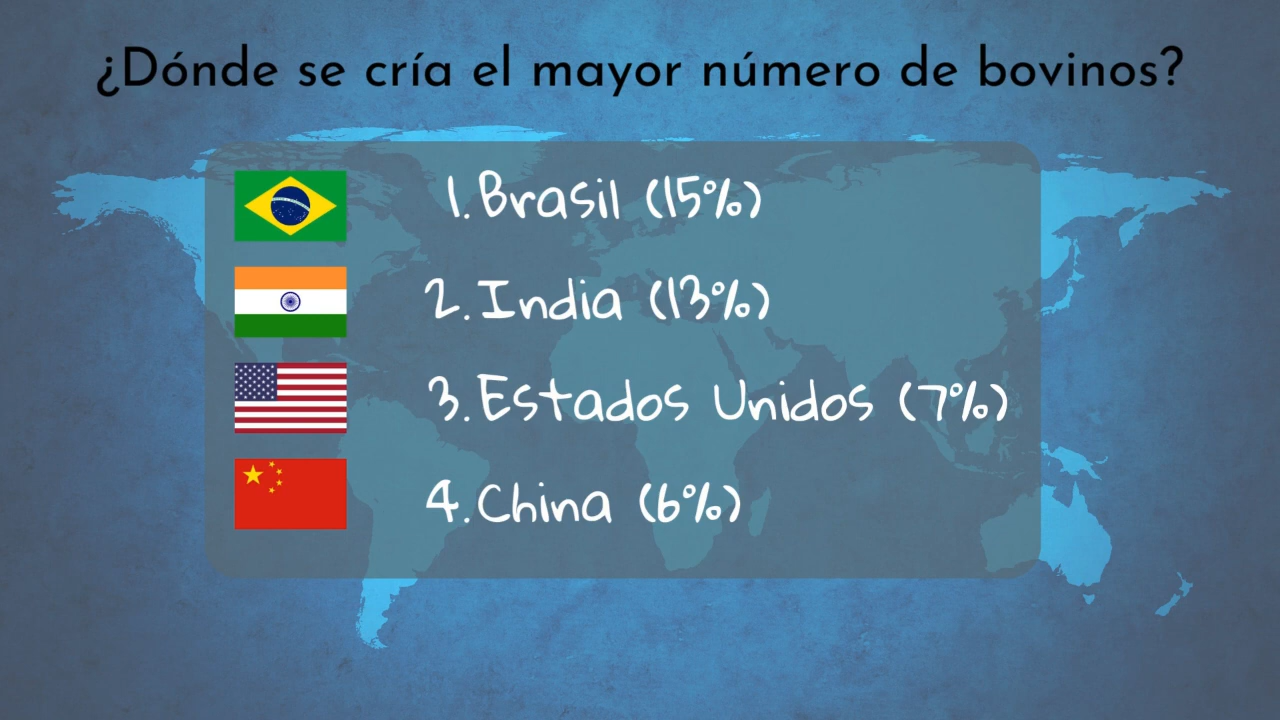 ¿Dónde se cría el mayor número de bovinos?
1. Brasil (15%)
2. India (13%)
3. Estados Unidos (7%)
4. China (6%)